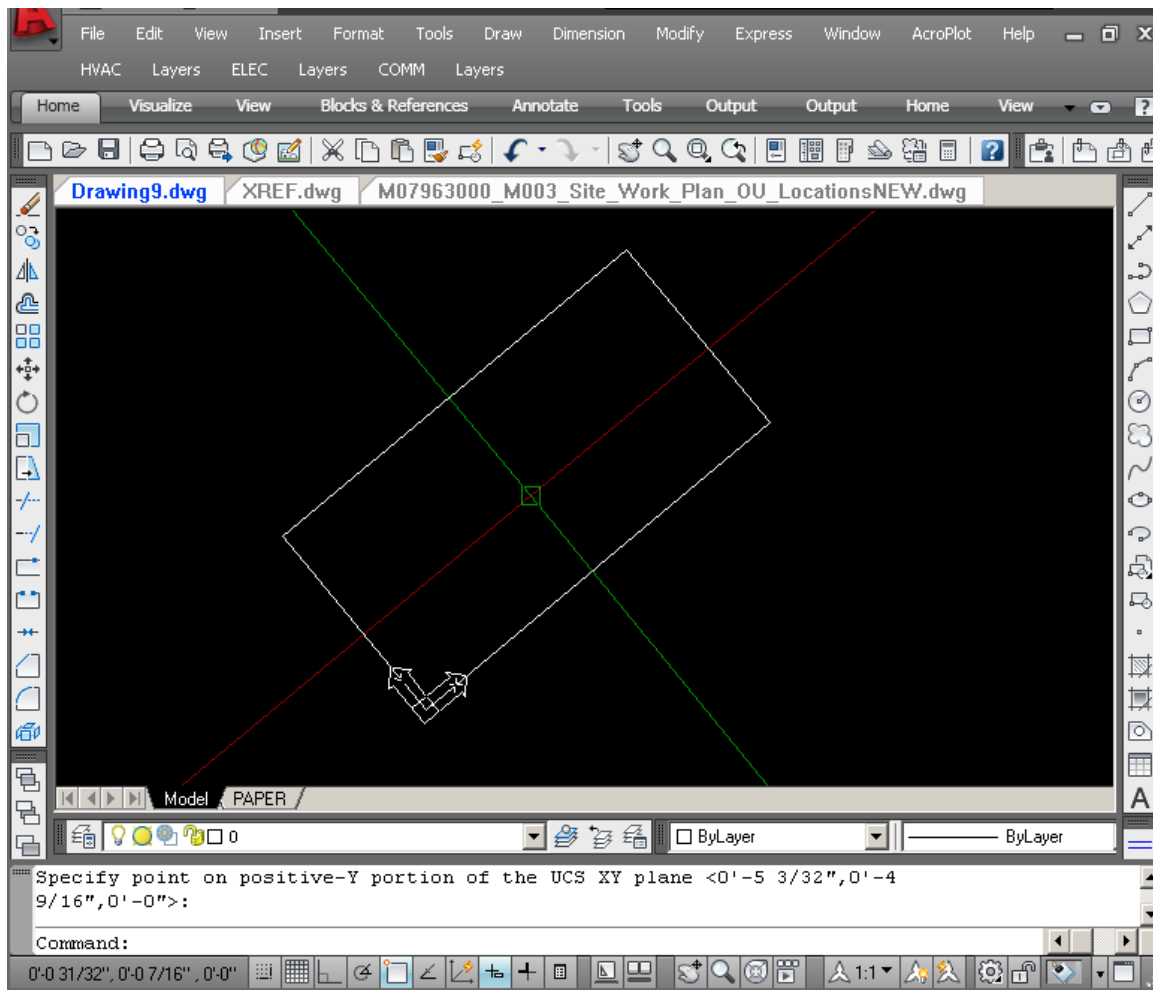 File Edit View Insert Format Tools Draw Dimension Modify Express Window AcroPlot Help
HVAC Layers ELEC Layers COMM Layers
Home Visualize View Blocks & References Annotate Tools Output Output Home View
Drawing9.dwg XREF.dwg M07963000_M003_Site_Work_Plan_OU_LocationsNEW.dwg
Model PAPER
0 ByLayer ByLayer
Specify point on positive-Y portion of the UCS XY plane <0'-5 3/32",0'-4
9/16",0'-0">:
Command:
0'-0 31/32", 0'-0 7/16", 0'-0" 1:1